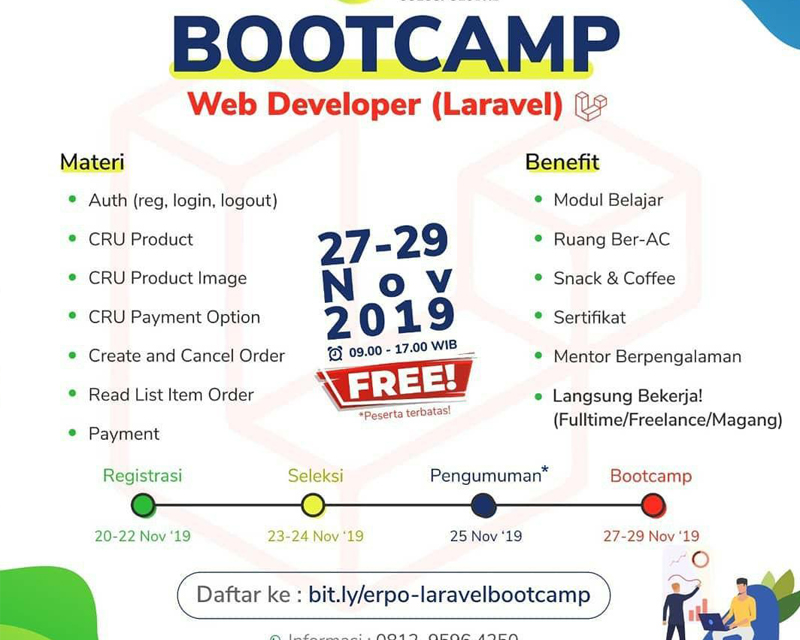 BOOTCAMP
Web Developer (Laravel)
Materi
Auth (reg, login, logout)
CRU Product
CRU Product Image
CRU Payment Option
Create and Cancel Order
Read List Item Order
Payment
27-29
Nov
2019
09.00 - 17.00 WIB
FREE!
*Peserta terbatas!
Benefit
Modul Belajar
Ruang Ber-AC
Snack & Coffee
Sertifikat
Mentor Berpengalaman
Langsung Bekerja!
(Fulltime/Freelance/Magang)
Registrasi
Seleksi
Pengumuman*
Bootcamp
20-22 Nov ‘19
23-24 Nov ‘19
25 Nov ‘19
27-29 Nov ‘19
Daftar ke : bit.ly/erpo-laravelbootcamp
Informasi : 0812-9596 4250